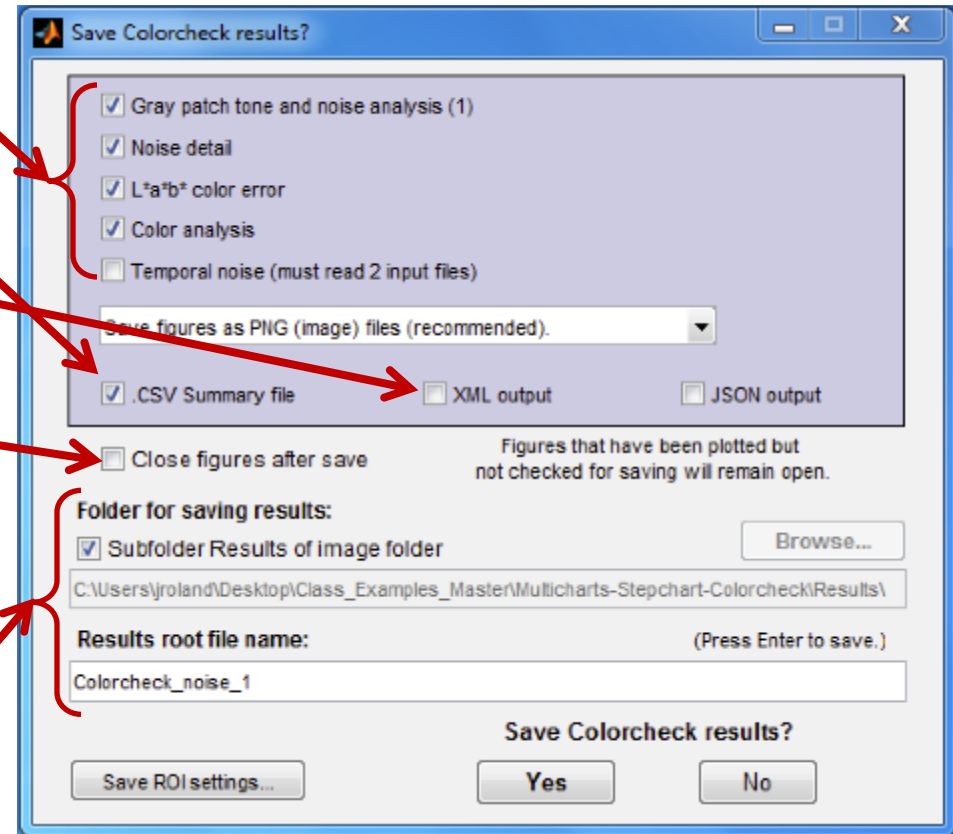 Save Colorcheck results?
Gray patch tone and noise analysis (1)
Noise detail
L*a*b* color error
Color analysis
Temporal noise (must read 2 input files)
Save figures as PNG (image) files (recommended).
.CSV Summary file XML output JSON output
Close figures after save
Figures that have been plotted but
not checked for saving will remain open.
Folder for saving results:
Subfolder Results of image folder
Browse...
C:\Users\jroland\Desktop\Class_Examples_Master\Multicharts-Stepchart-Colorcheck\Results\
Results root file name: (Press Enter to save.)
Colorcheck_noise_1
Save Colorcheck results?
Save ROI settings... Yes No